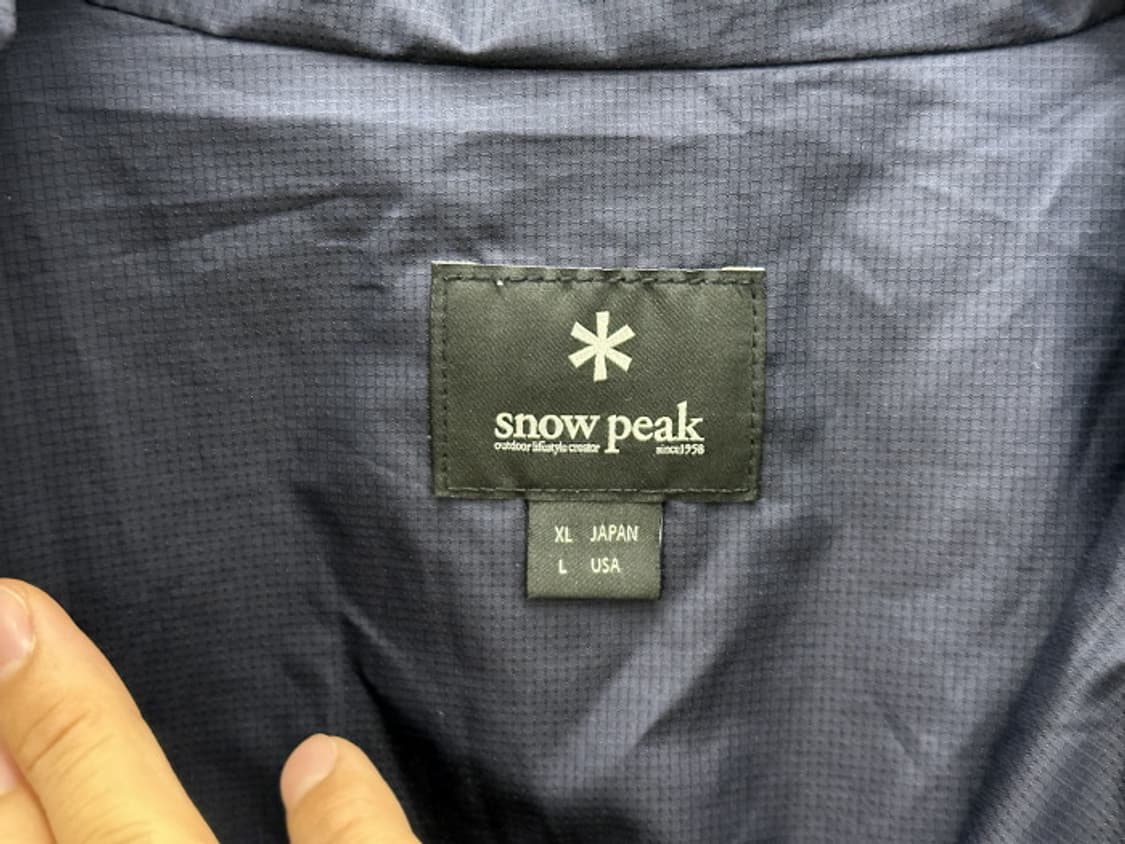 snow peak
outdoor lifestyle creator since1958
XL JAPAN
L USA